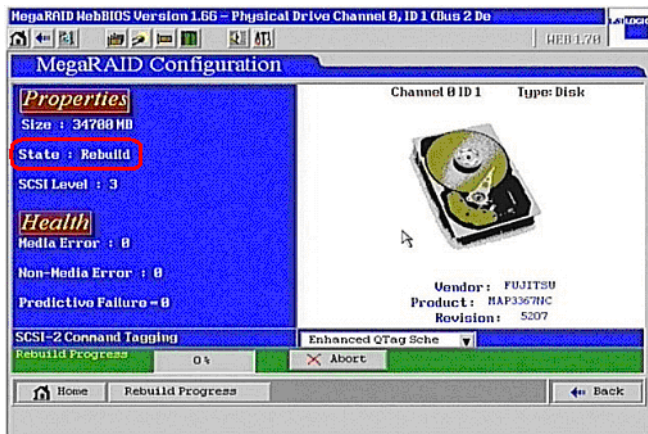 MegaRAID WebBIOS Version 1.66 - Physical Drive Channel 0, ID 1 (Bus 2 De
LSI LOGIC
WEB 1.70
MegaRAID Configuration
Properties
Channel 0 ID 1 Type: Disk
Size : 34700 MB
State : Rebuild
SCSI Level : 3
Health
Media Error : 0
Non-Media Error : 0
Predictive Failure = 0
Vendor : FUJITSU
Product : MAP3367NC
Revision : 5207
SCSI-2 Command Tagging
Enhanced QTag Sche
Rebuild Progress
0 %
Abort
Home
Rebuild Progress
Back